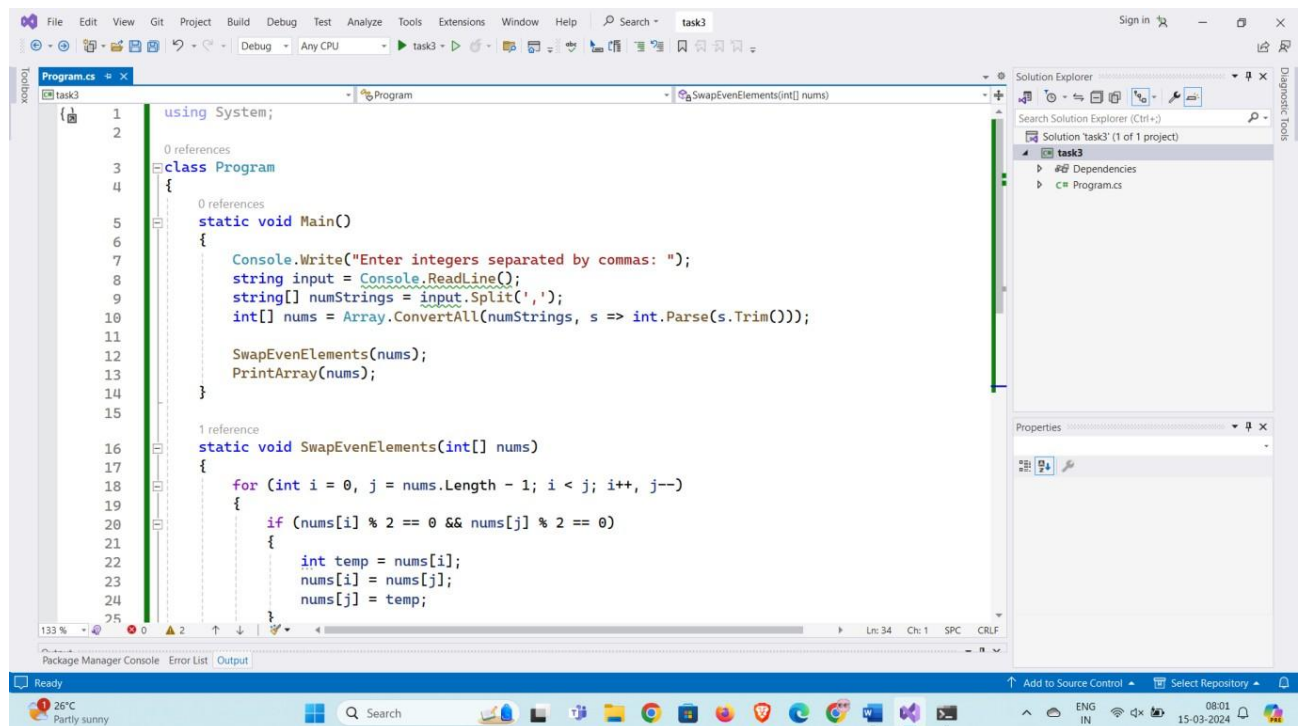 File Edit View Git Project Build Debug Test Analyze Tools Extensions Window Help Search task3 Sign in
Debug Any CPU task3
Toolbox
Program.cs
task3 Program SwapEvenElements(int[] nums)
1 using System;
2
0 references
3 class Program
4 {
0 references
5 static void Main()
6 {
7 Console.Write("Enter integers separated by commas: ");
8 string input = Console.ReadLine();
9 string[] numStrings = input.Split(',');
10 int[] nums = Array.ConvertAll(numStrings, s => int.Parse(s.Trim()));
11
12 SwapEvenElements(nums);
13 PrintArray(nums);
14 }
15
1 reference
16 static void SwapEvenElements(int[] nums)
17 {
18 for (int i = 0, j = nums.Length - 1; i < j; i++, j--)
19 {
20 if (nums[i] % 2 == 0 && nums[j] % 2 == 0)
21 {
22 int temp = nums[i];
23 nums[i] = nums[j];
24 nums[j] = temp;
25 }
133 % 0 2 Ln: 34 Ch: 1 SPC CRLF
Package Manager Console Error List Output
Solution Explorer
Search Solution Explorer (Ctrl+;)
Solution 'task3' (1 of 1 project)
task3
Dependencies
C# Program.cs
Properties
Diagnostic Tools
Ready Add to Source Control Select Repository
1 26°C
Partly sunny
Search
ENG
IN
08:01
15-03-2024